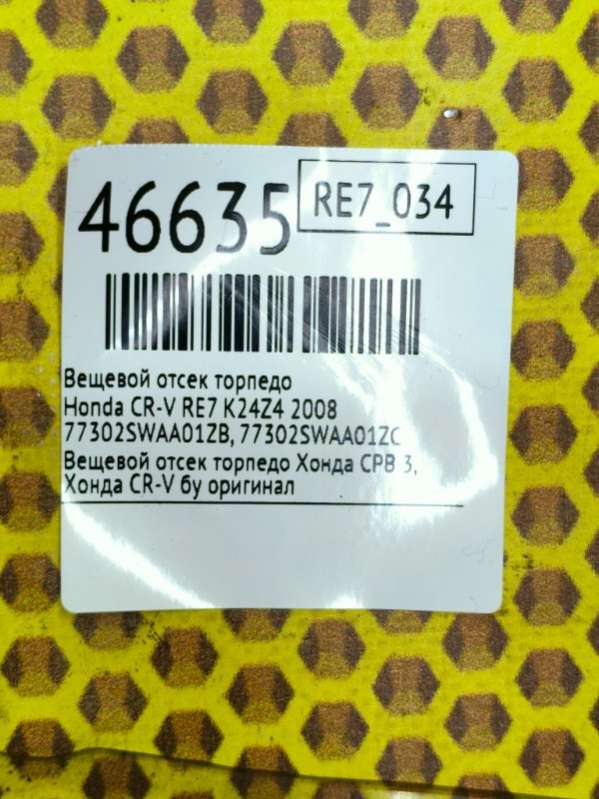 46635
RE7_034
Вещевой отсек торпедо
Honda CR-V RE7 K24Z4 2008
77302SWAA01ZB, 77302SWAA01ZC
Вещевой отсек торпедо Хонда СРВ 3,
Хонда CR-V бу оригинал